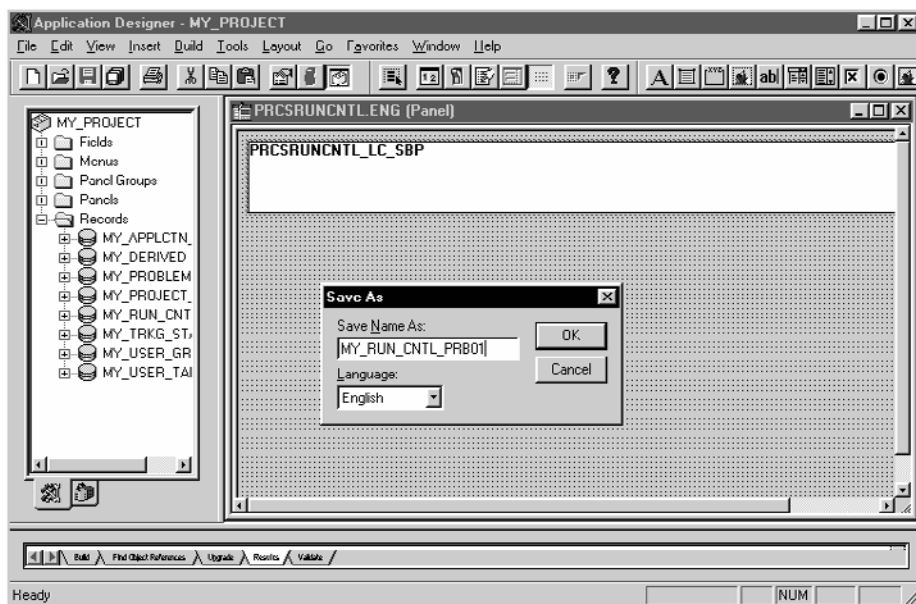 Application Designer - MY_PROJECT
File Edit View Insert Build Tools Layout Go Favorites Window Help
PRCSRUNCNTL.ENG (Panel)
MY_PROJECT
Fields
Menus
Panel Groups
Panels
Records
MY_APPLCTN_
MY_DERIVED
MY_PROBLEM
MY_PROJECT_
MY_RUN_CNT
MY_TRKG_STA
MY_USER_GR
MY_USER_TAI
PRCSRUNCNTL_LC_SBP
Save As
Save Name As:
MY_RUN_CNTL_PRB01
OK
Language:
Cancel
English
Build Find Object References Upgrade Results Validate
Ready
NUM